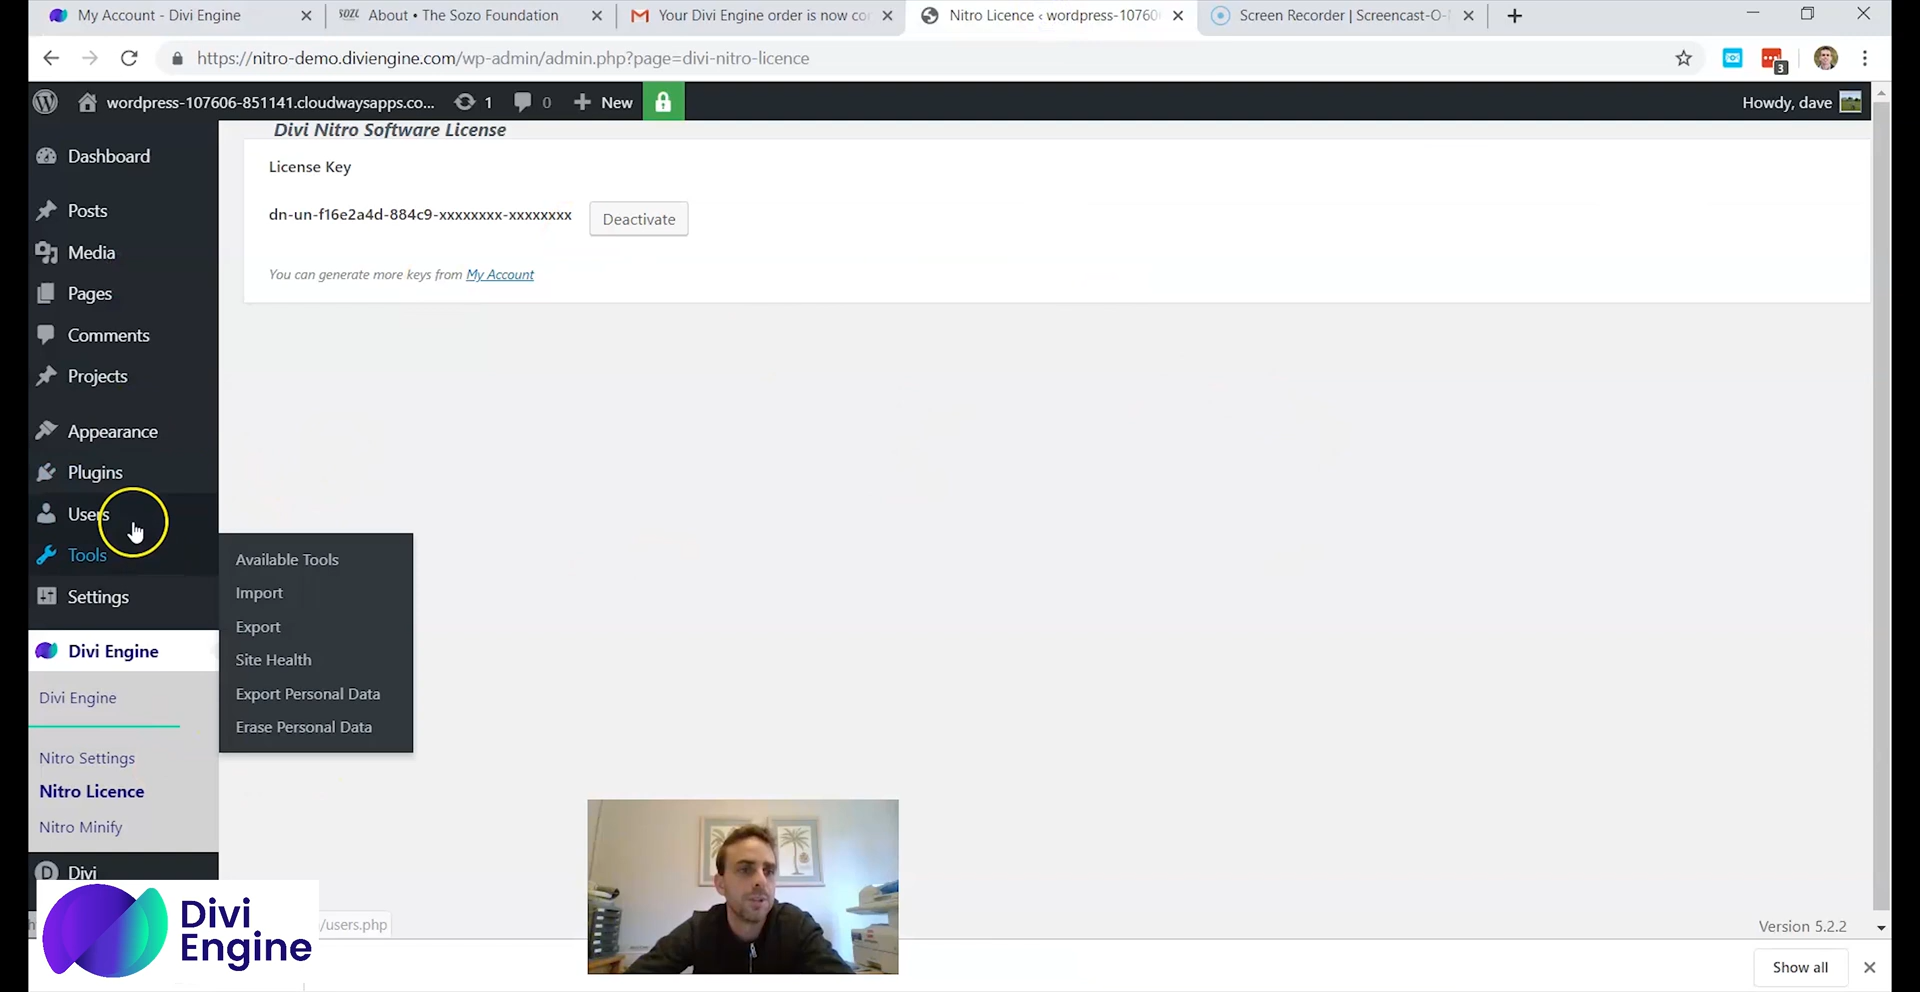 My Account - Divi Engine
SOZO About • The Sozo Foundation
Your Divi Engine order is now co
Nitro Licence ‹ wordpress-10760
Screen Recorder | Screencast-O-
https://nitro-demo.diviengine.com/wp-admin/admin.php?page=divi-nitro-licence
3
wordpress-107606-851141.cloudwaysapps.co...
1
0
New
Howdy, dave
Divi Nitro Software License
License Key
dn-un-f16e2a4d-884c9-xxxxxxxx-xxxxxxxx
Deactivate
You can generate more keys from My Account
Dashboard
Posts
Media
Pages
Comments
Projects
Appearance
Plugins
Users
Tools
Settings
Available Tools
Import
Export
Site Health
Export Personal Data
Erase Personal Data
Divi Engine
Divi Engine
Nitro Settings
Nitro Licence
Nitro Minify
D Divi
Divi
Engine
/users.php
Version 5.2.2
Show all